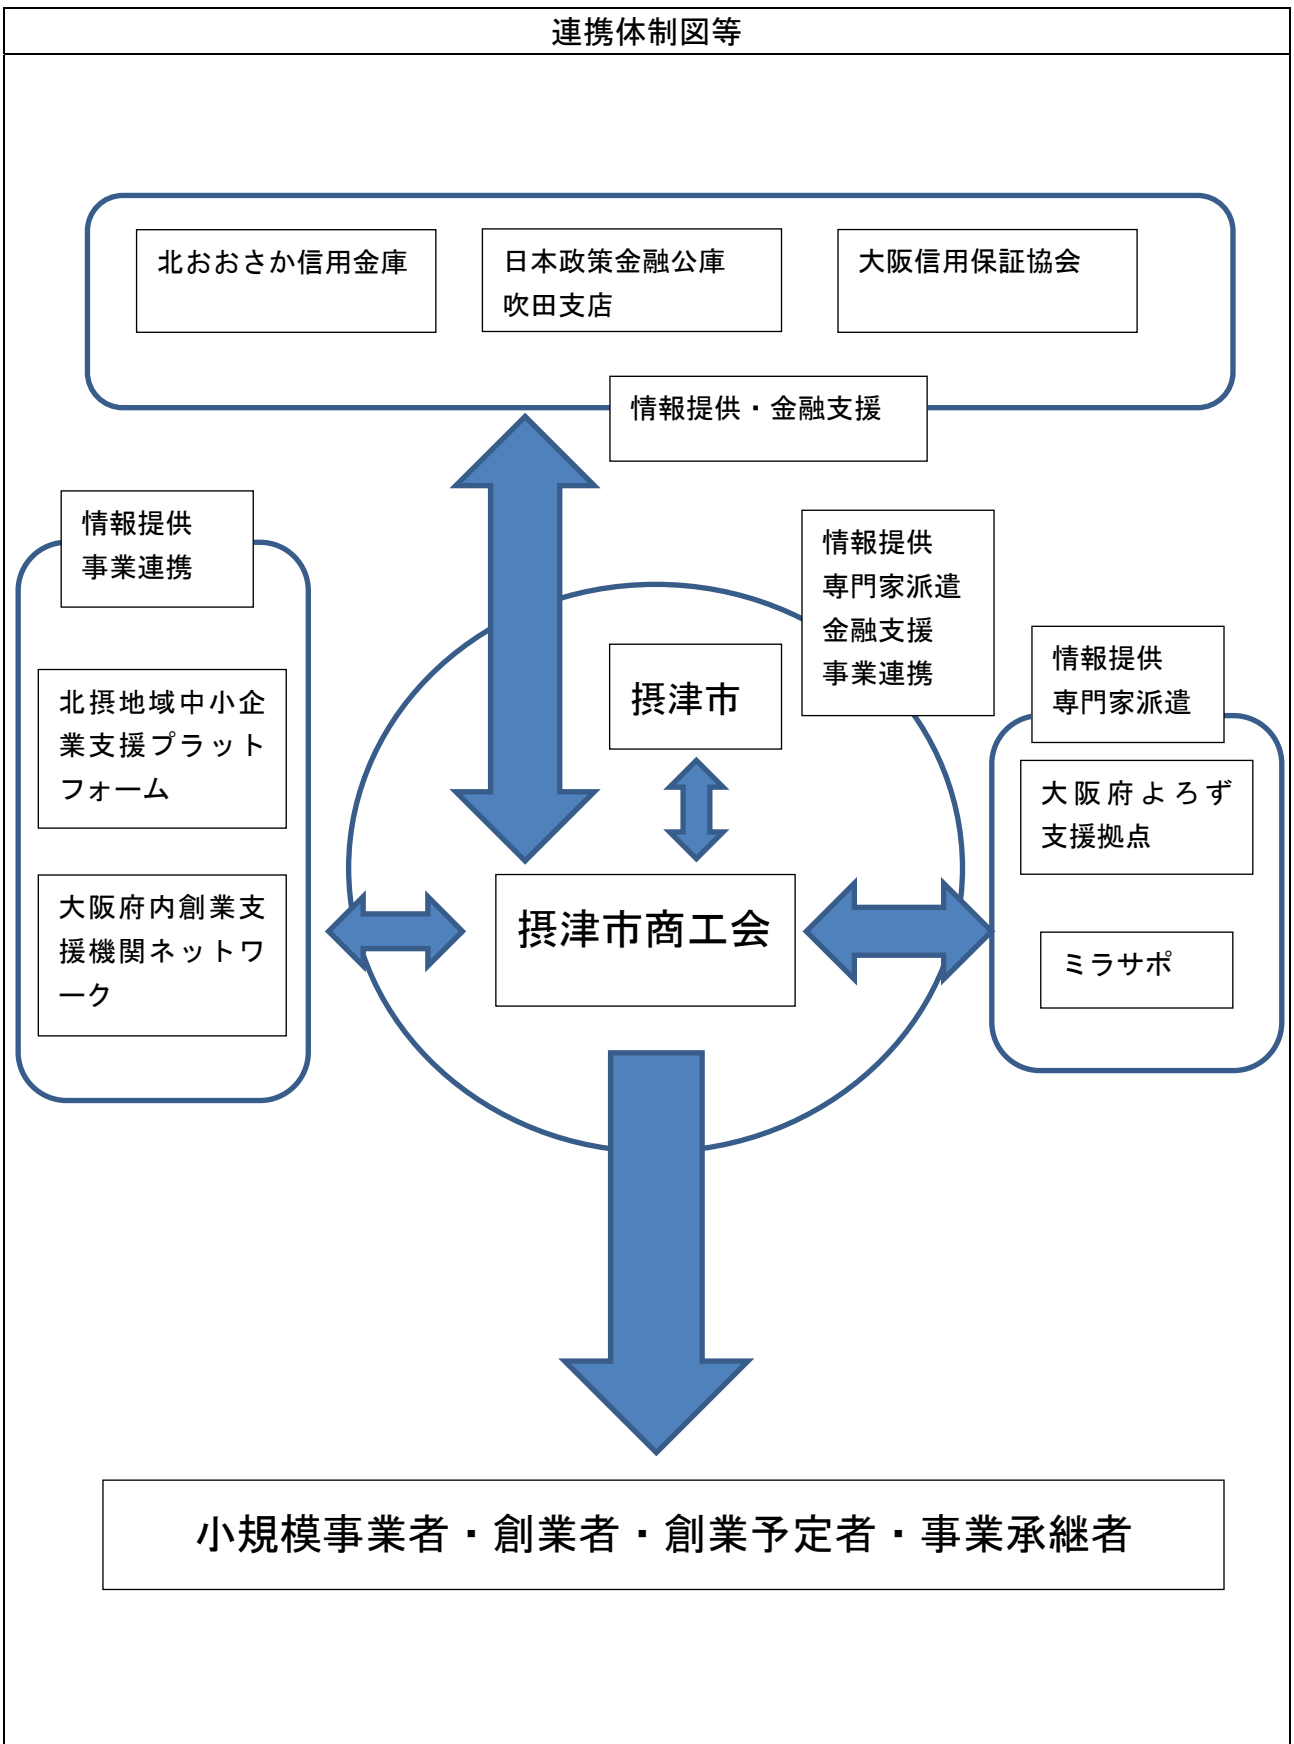 連携体制図等
北おおさか信用金庫
日本政策金融公庫
吹田支店
大阪信用保証協会
情報提供・金融支援
情報提供
事業連携
北摂地域中小企
業支援プラット
フォーム
大阪府内創業支
援機関ネットワ
ーク
情報提供
専門家派遣
金融支援
事業連携
摂津市
摂津市商工会
情報提供
専門家派遣
大阪府よろず
支援拠点
ミラサポ
小規模事業者・創業者・創業予定者・事業承継者